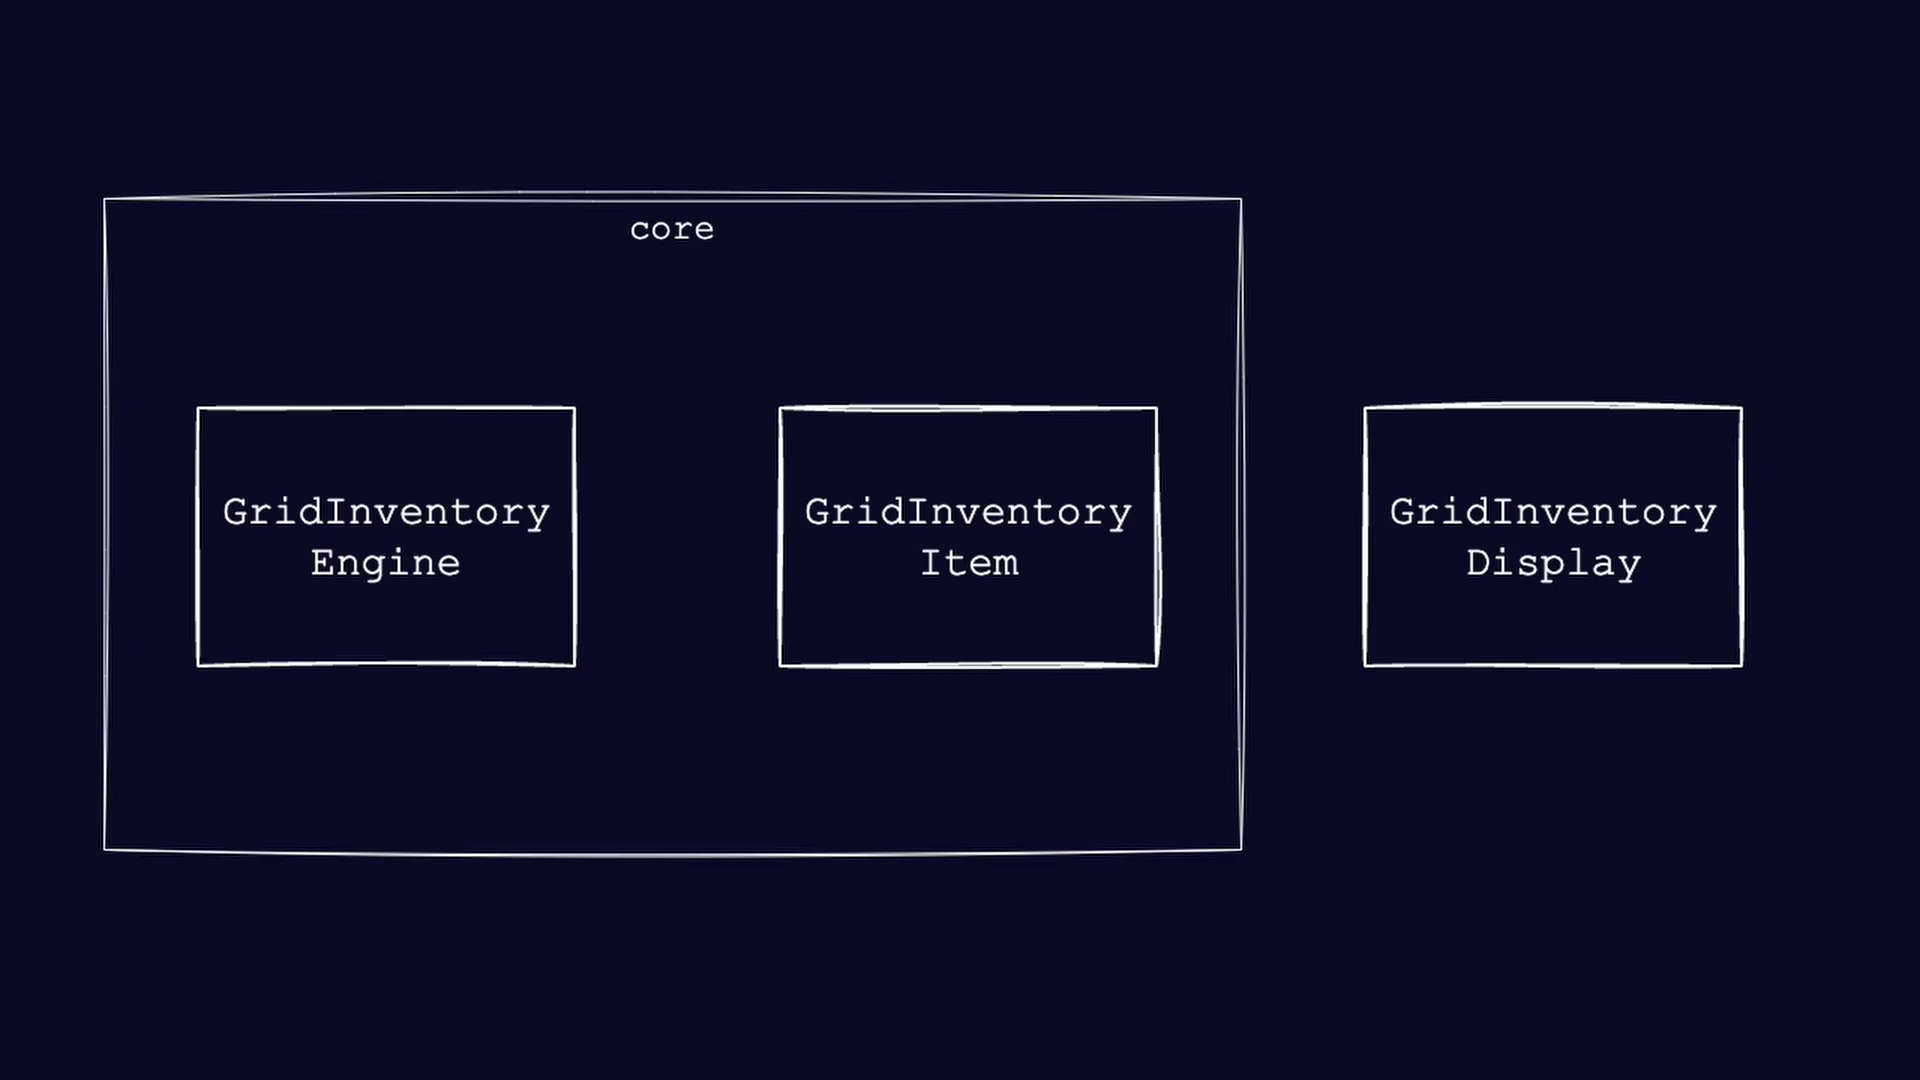 core
GridInventory
Engine
GridInventory
Item
GridInventory
Display